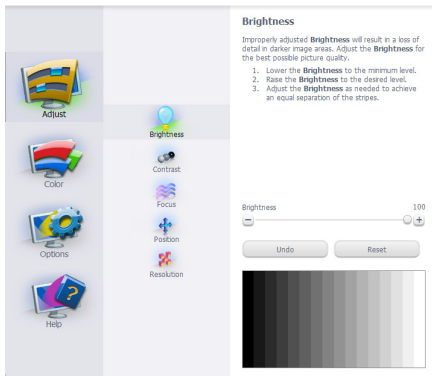 Adjust
Color
Options
Help
Brightness
Contrast
Focus
Position
Resolution
Brightness
Improperly adjusted Brightness will result in a loss of
detail in darker image areas. Adjust the Brightness for
the best possible picture quality.
1. Lower the Brightness to the minimum level.
2. Raise the Brightness to the desired level.
3. Adjust the Brightness as needed to achieve
an equal separation of the stripes.
Brightness 100
Undo Reset